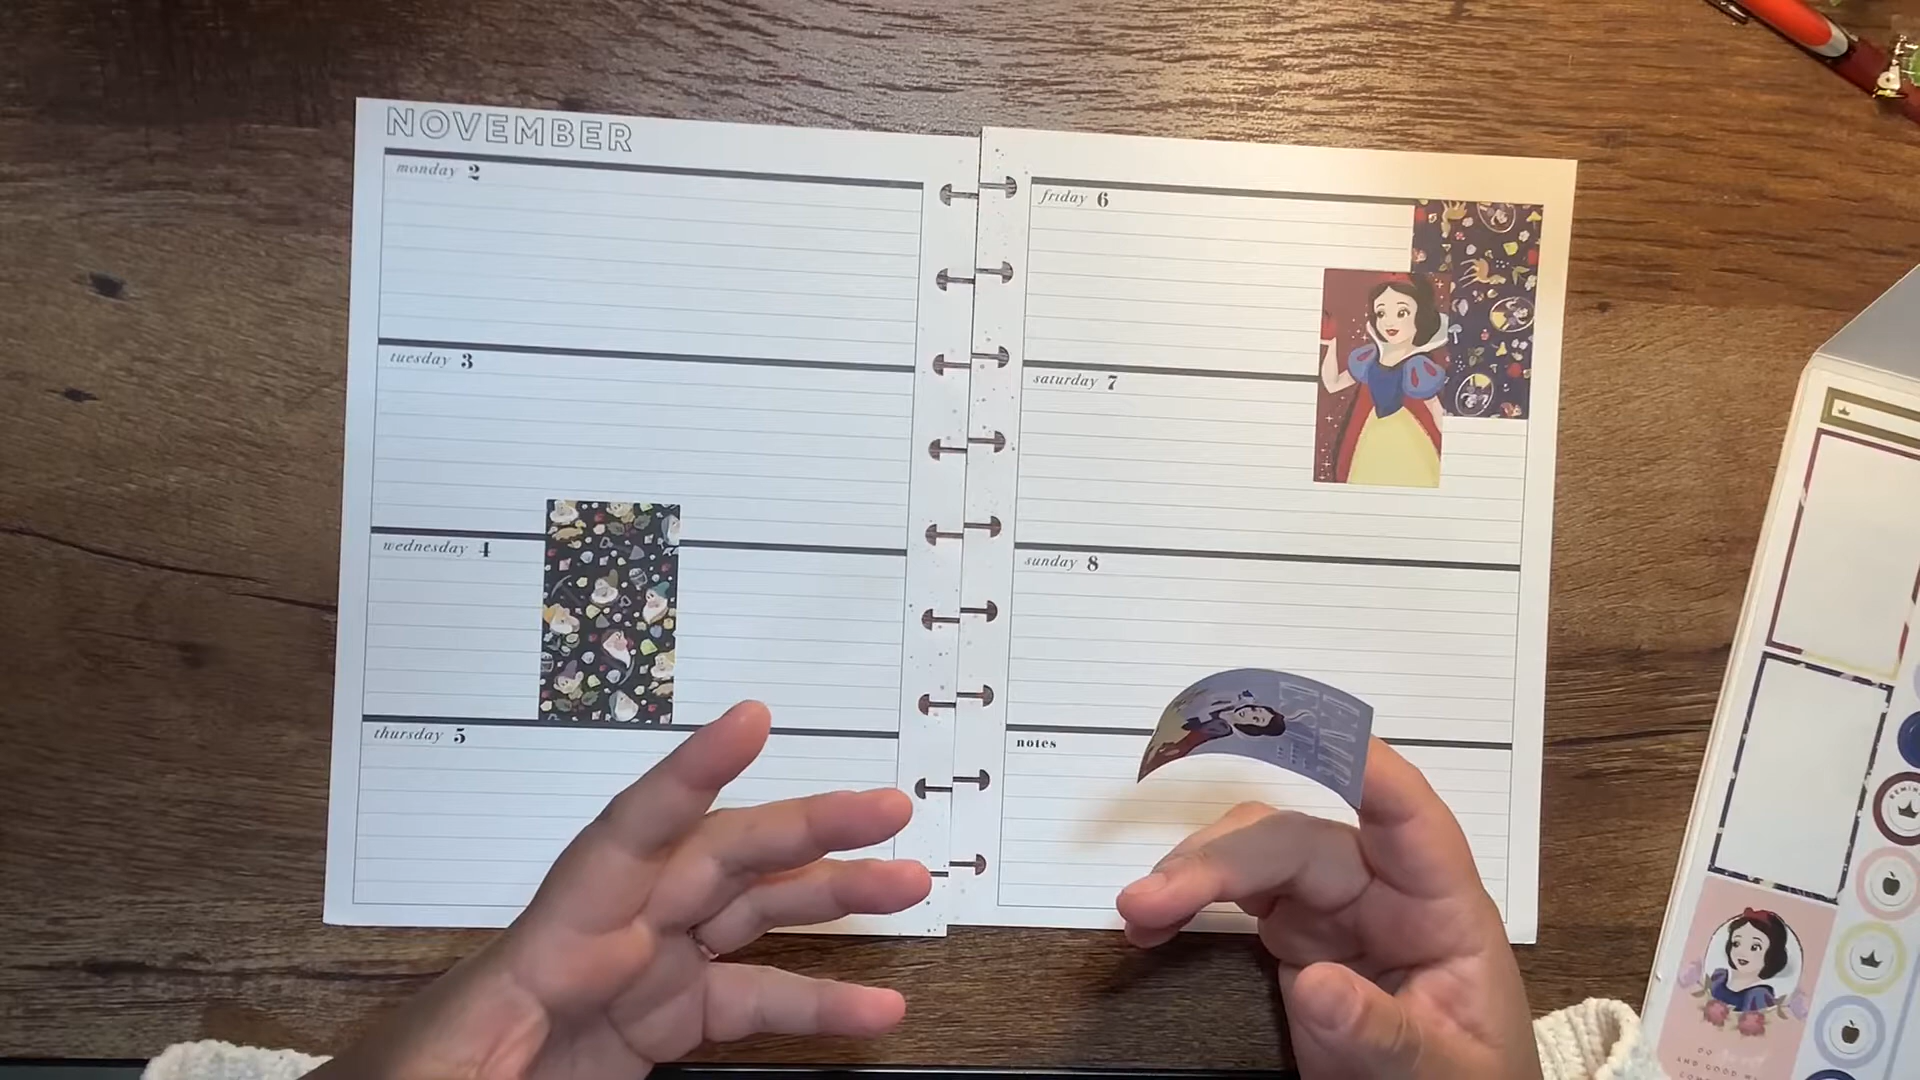 NOVEMBER
monday 2
tuesday 3
wednesday 4
thursday 5
friday 6
saturday 7
sunday 8
notes